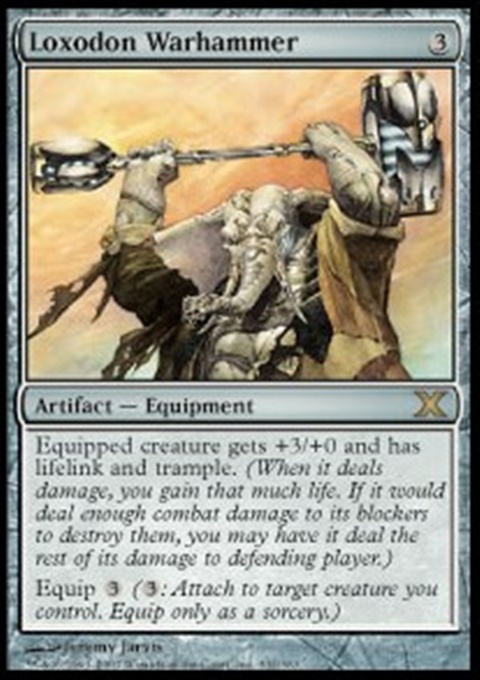 Loxodon Warhammer 3
Artifact — Equipment
Equipped creature gets +3/+0 and has
lifelink and trample. (When it deals
damage, you gain that much life. If it would
deal enough combat damage to its blockers
to destroy them, you may have it deal the
rest of its damage to defending player.)
Equip 3 (3: Attach to target creature you
control. Equip only as a sorcery.)
Jeremy Jarvis